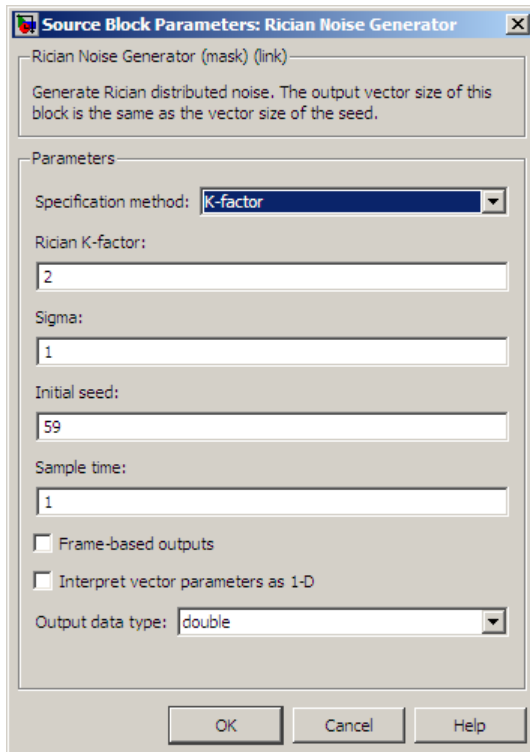 Source Block Parameters: Rician Noise Generator
Rician Noise Generator (mask) (link)
Generate Rician distributed noise. The output vector size of this
block is the same as the vector size of the seed.
Parameters
Specification method: K-factor
Rician K-factor:
2
Sigma:
1
Initial seed:
59
Sample time:
1
Frame-based outputs
Interpret vector parameters as 1-D
Output data type: double
OK Cancel Help